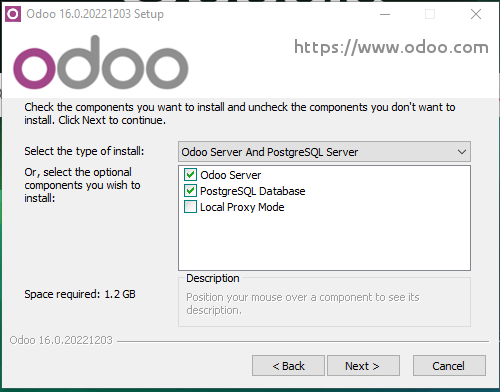 Odoo 16.0.20221203 Setup
odoo
https://www.odoo.com
Check the components you want to install and uncheck the components you don't want to
install. Click Next to continue.
Select the type of install:
Odoo Server And PostgreSQL Server
Or, select the optional
components you wish to
install:
Odoo Server
PostgreSQL Database
Local Proxy Mode
Space required: 1.2 GB
Description
Position your mouse over a component to see its
description.
Odoo 16.0.20221203
< Back
Next >
Cancel